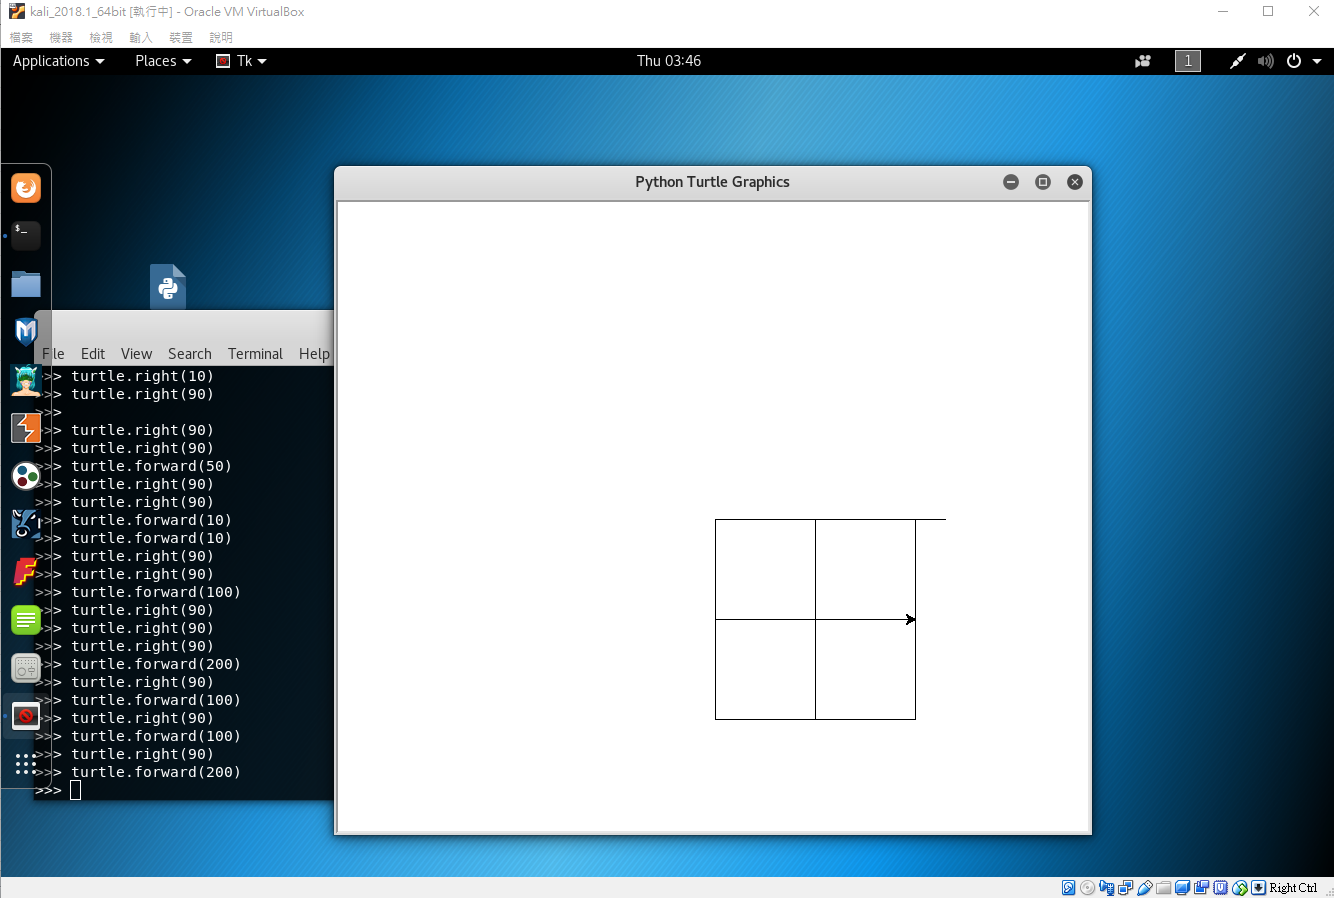 kali_2018.1_64bit [執行中] - Oracle VM VirtualBox
檔案 機器 檢視 輸入 裝置 說明
Applications Places Tk Thu 03:46 1
Python Turtle Graphics
File Edit View Search Terminal Help
>>> turtle.right(10)
>>> turtle.right(90)
>>>
>>> turtle.right(90)
>>> turtle.right(90)
>>> turtle.forward(50)
>>> turtle.right(90)
>>> turtle.right(90)
>>> turtle.forward(10)
>>> turtle.forward(10)
>>> turtle.right(90)
>>> turtle.right(90)
>>> turtle.forward(100)
>>> turtle.right(90)
>>> turtle.right(90)
>>> turtle.right(90)
>>> turtle.forward(200)
>>> turtle.right(90)
>>> turtle.forward(100)
>>> turtle.right(90)
>>> turtle.forward(100)
>>> turtle.right(90)
>>> turtle.forward(200)
>>>
Right Ctrl